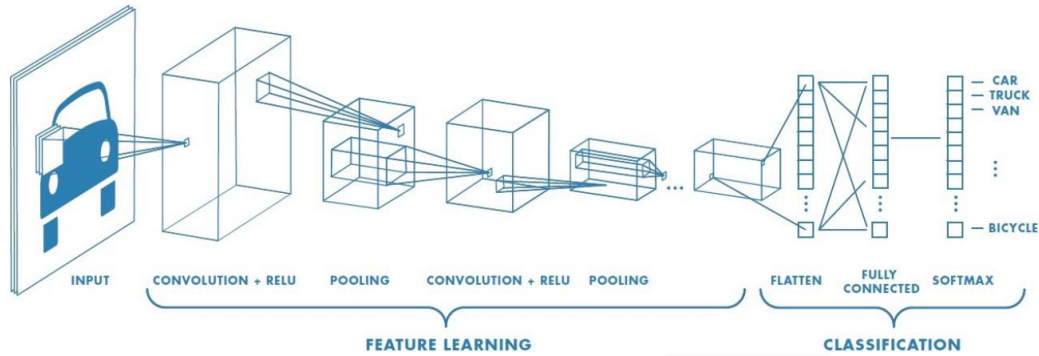 CAR
TRUCK
VAN
BICYCLE
INPUT
CONVOLUTION + RELU
POOLING
CONVOLUTION + RELU
POOLING
FLATTEN
FULLY
CONNECTED
SOFTMAX
FEATURE LEARNING
CLASSIFICATION